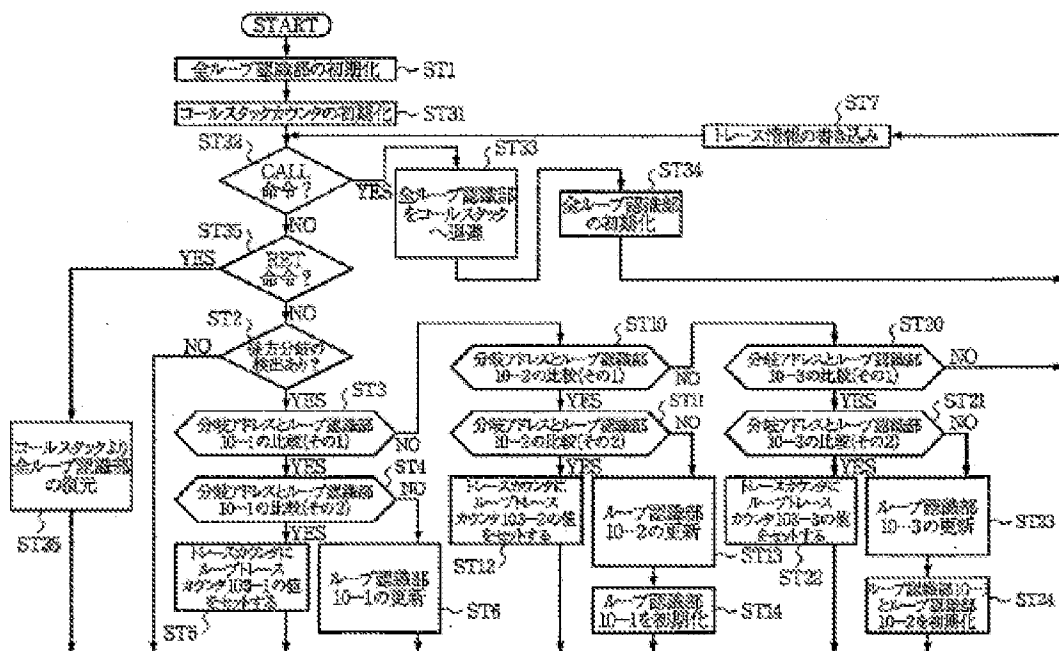 START
全ループ認識部の初期化
ST1
コールスタックカウンタの初期化
ST31
ST7
トレース情報の書き込み
ST32
CALL
命令?
YES
NO
ST33
全ループ認識部
をコールスタック
へ退避
ST34
全ループ認識部
の初期化
ST35
RET
命令?
YES
NO
ST2
後方分岐の
検出あり?
NO
YES
ST3
分岐アドレスとループ認識部
10-1の比較(その1)
NO
YES
ST4
分岐アドレスとループ認識部
10-1の比較(その2)
NO
YES
トレースカウンタに
ループトレース
カウンタ103-1の値
をセットする
ST5
ループ認識部
10-1の更新
ST6
コールスタックより
全ループ認識部
の復元
ST10
分岐アドレスとループ認識部
10-2の比較(その1)
NO
YES
ST11
分岐アドレスとループ認識部
10-2の比較(その2)
NO
YES
トレースカウンタに
ループトレース
カウンタ103-2の値
をセットする
ST12
ループ認識部
10-2の更新
ST13
ループ認識部
10-1を初期化
ST14
ST20
分岐アドレスとループ認識部
10-3の比較(その1)
NO
YES
ST21
分岐アドレスとループ認識部
10-3の比較(その2)
NO
YES
トレースカウンタに
ループトレース
カウンタ103-3の値
をセットする
ST22
ループ認識部
10-3の更新
ST23
とループ認識部
10-2を初期化
ST24